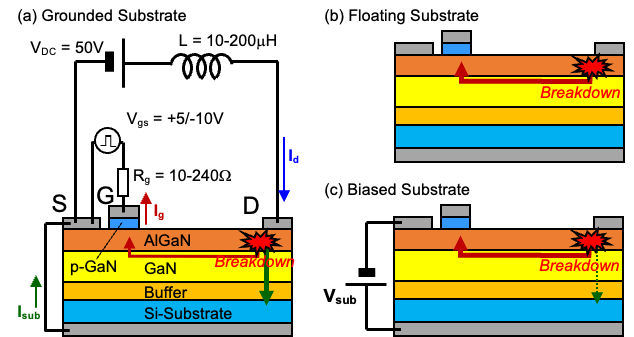 (a) Grounded Substrate
V_DC = 50V
L = 10-200μH
V_gs = +5/-10V
I_d
R_g = 10-240Ω
S
G
I_g
D
AlGaN
p-GaN
GaN
Breakdown
I_sub
Buffer
Si-Substrate
(b) Floating Substrate
Breakdown
(c) Biased Substrate
Breakdown
V_sub